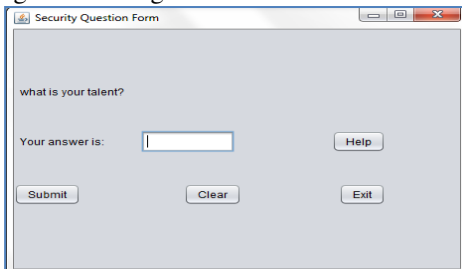 Security Question Form
what is your talent?
Your answer is:
Help
Submit Clear Exit